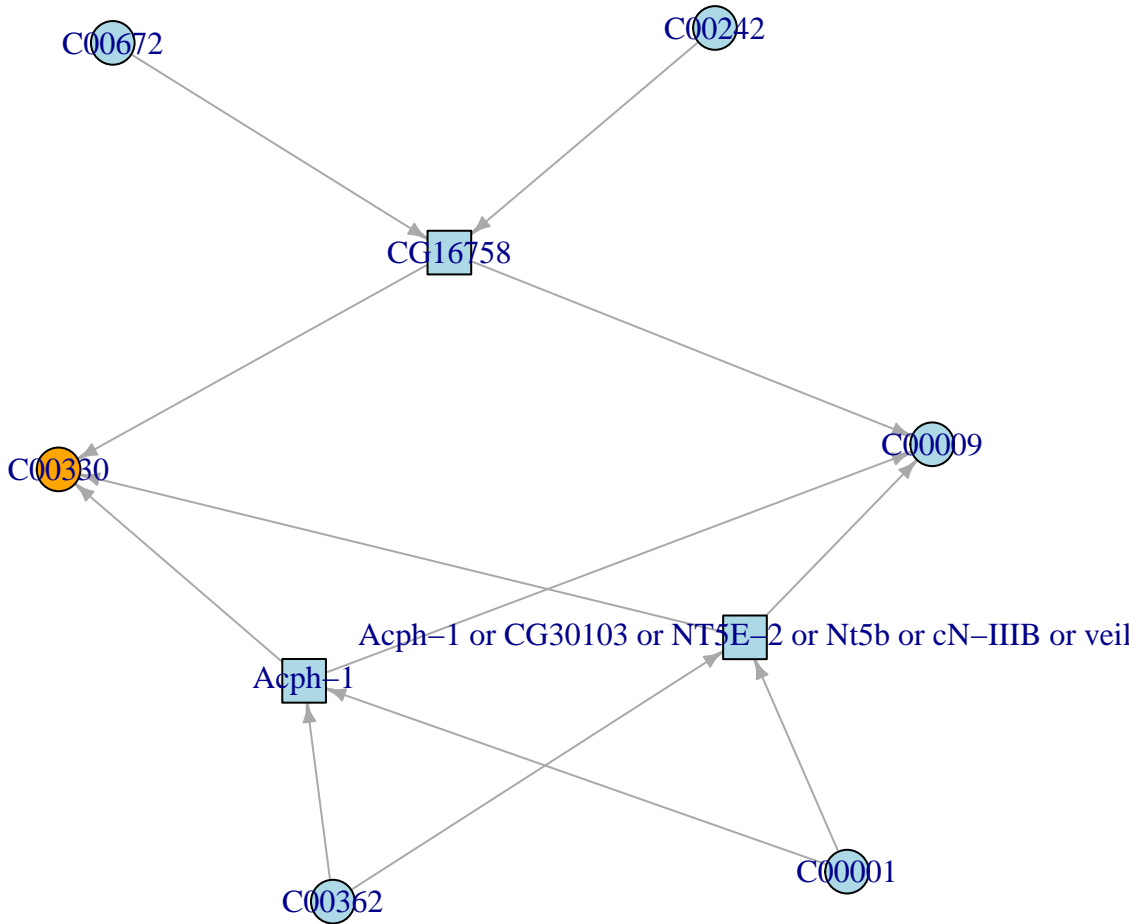 C00672
C00242
CG16758
C00009
C00330
Acph−1 or CG30103 or NT5E−2 or Nt5b or cN−IIIB or veil
Acph−1
C00001
C00362